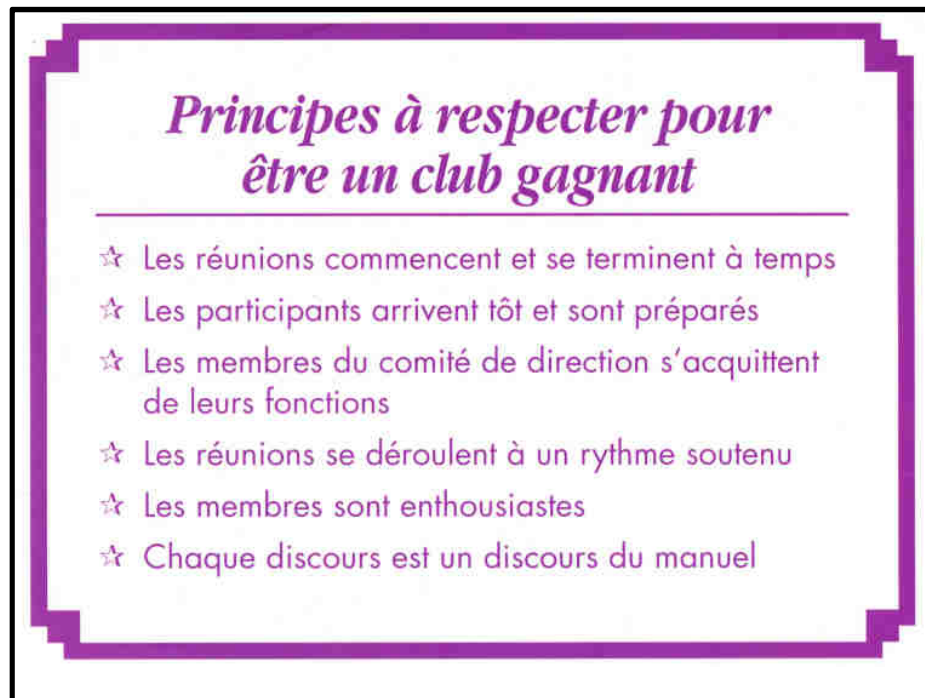 Principes à respecter pour
être un club gagnant
☆ Les réunions commencent et se terminent à temps
☆ Les participants arrivent tôt et sont préparés
☆ Les membres du comité de direction s'acquittent
de leurs fonctions
☆ Les réunions se déroulent à un rythme soutenu
☆ Les membres sont enthousiastes
☆ Chaque discours est un discours du manuel